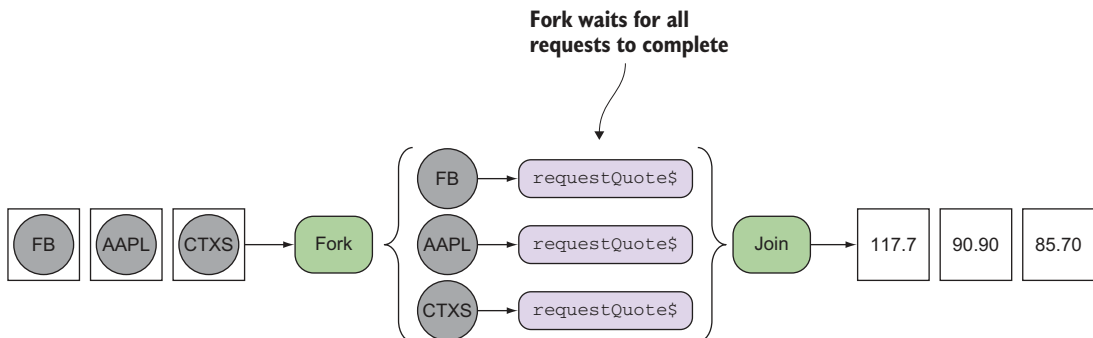 Fork waits for all
requests to complete
FB
AAPL
CTXS
Fork
FB
requestQuote$
AAPL
requestQuote$
CTXS
requestQuote$
Join
117.7
90.90
85.70